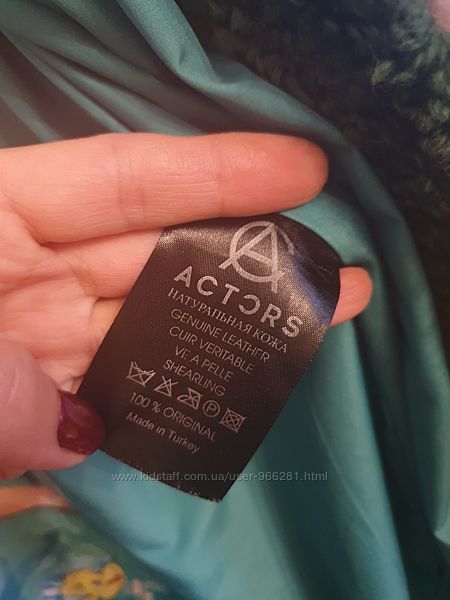 ACTORS
НАТУРАЛЬНАЯ КОЖА
GENUINE LEATHER
CUIR VERITABLE
VE A PELLE
SHEARLING
100 % ORIGINAL
Made in Turkey
www.kidstaff.com.ua/user-966281.html